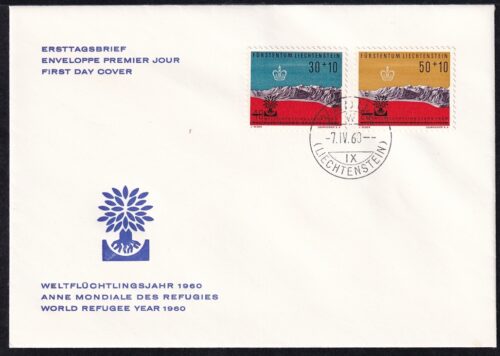 ERSTTAGSBRIEF
ENVELOPPE PREMIER JOUR
FIRST DAY COVER
FÜRSTENTUM LIECHTENSTEIN
30+10
FÜRSTENTUM LIECHTENSTEIN
50+10
-7.IV.60--
IX
(LIECHTENSTEIN)
WELTFLÜCHTLINGSJAHR 1960
ANNE MONDIALE DES REFUGIES
WORLD REFUGEE YEAR 1960